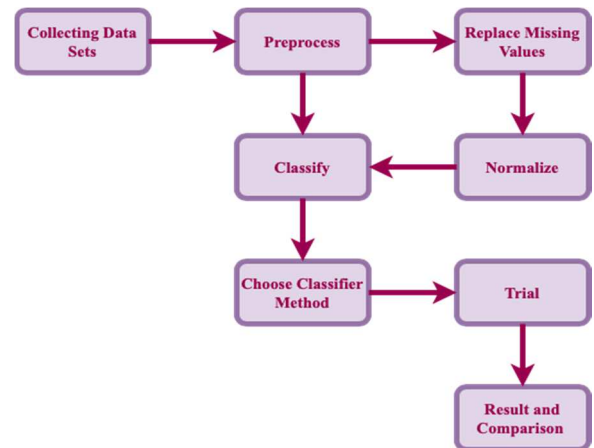 Collecting Data
Sets
Preprocess
Replace Missing
Values
Classify
Normalize
Choose Classifier
Method
Trial
Result and
Comparison